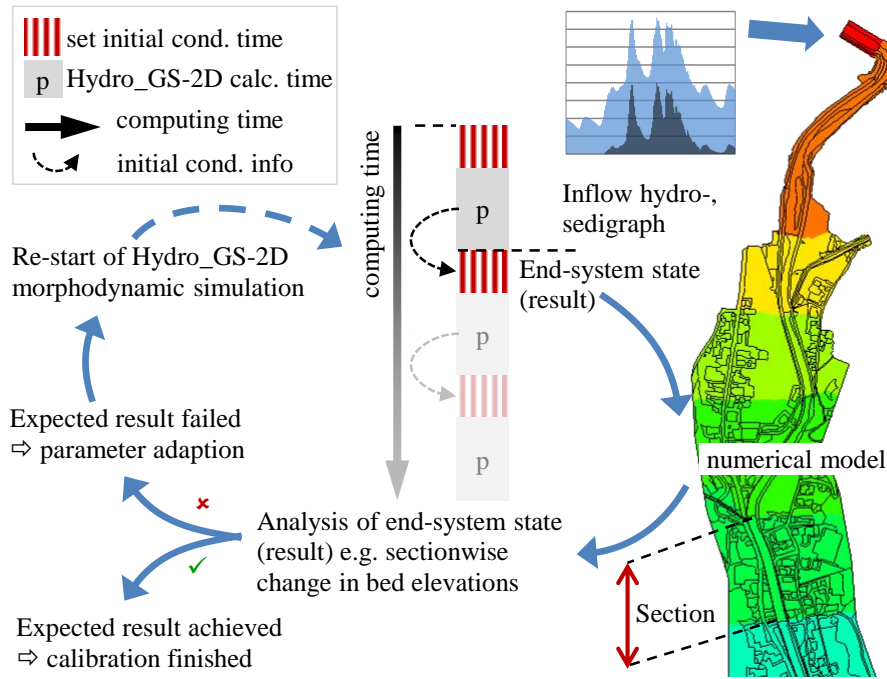 set initial cond. time
p
Hydro_GS-2D calc. time
computing time
initial cond. info
computing time
p
p
p
Inflow hydro-,
sedigraph
End-system state
(result)
Re-start of Hydro_GS-2D
morphodynamic simulation
Expected result failed
⇨ parameter adaption
numerical model
✘
✓
Analysis of end-system state
(result) e.g. sectionwise
change in bed elevations
Section
Expected result achieved
⇨ calibration finished